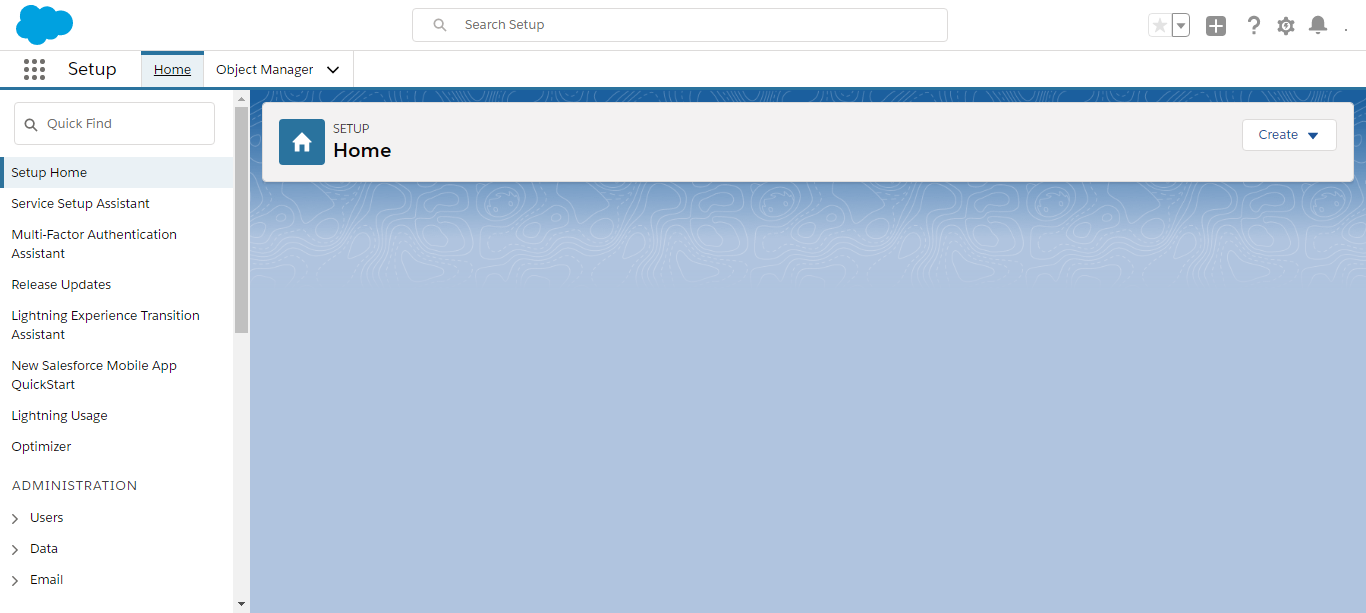 Search Setup
Setup
Home
Object Manager
Quick Find
Setup Home
Service Setup Assistant
Multi-Factor Authentication
Assistant
Release Updates
Lightning Experience Transition
Assistant
New Salesforce Mobile App
QuickStart
Lightning Usage
Optimizer
ADMINISTRATION
Users
Data
Email
SETUP
Home
Create